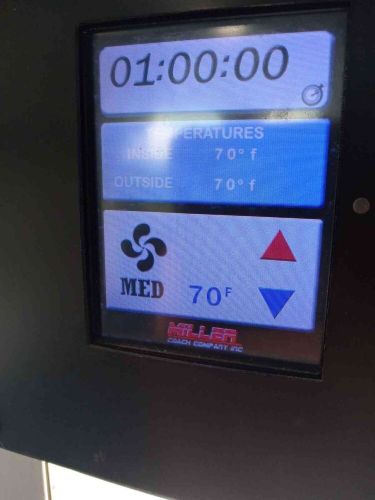 01:00:00
TEMPERATURES
INSIDE 70°f
OUTSIDE 70°f
MED 70F
MILLER
COACH COMPANY INC